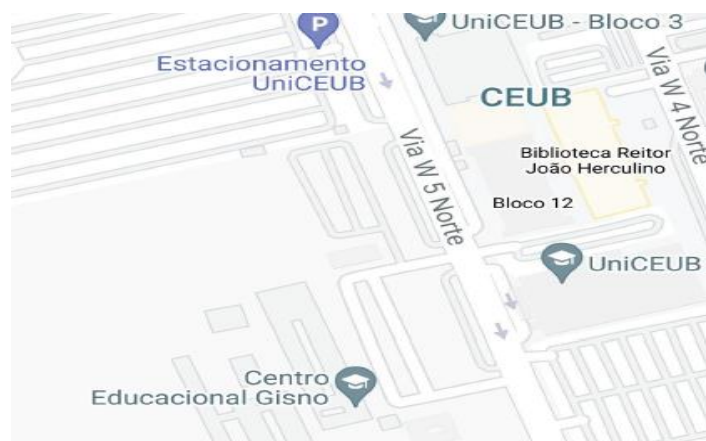 P
UniCEUB - Bloco 3
Estacionamento
UniCEUB
CEUB
Via W 4 Norte
Via W 5 Norte
Biblioteca Reitor
João Herculino
Bloco 12
UniCEUB
Centro
Educacional Gisno